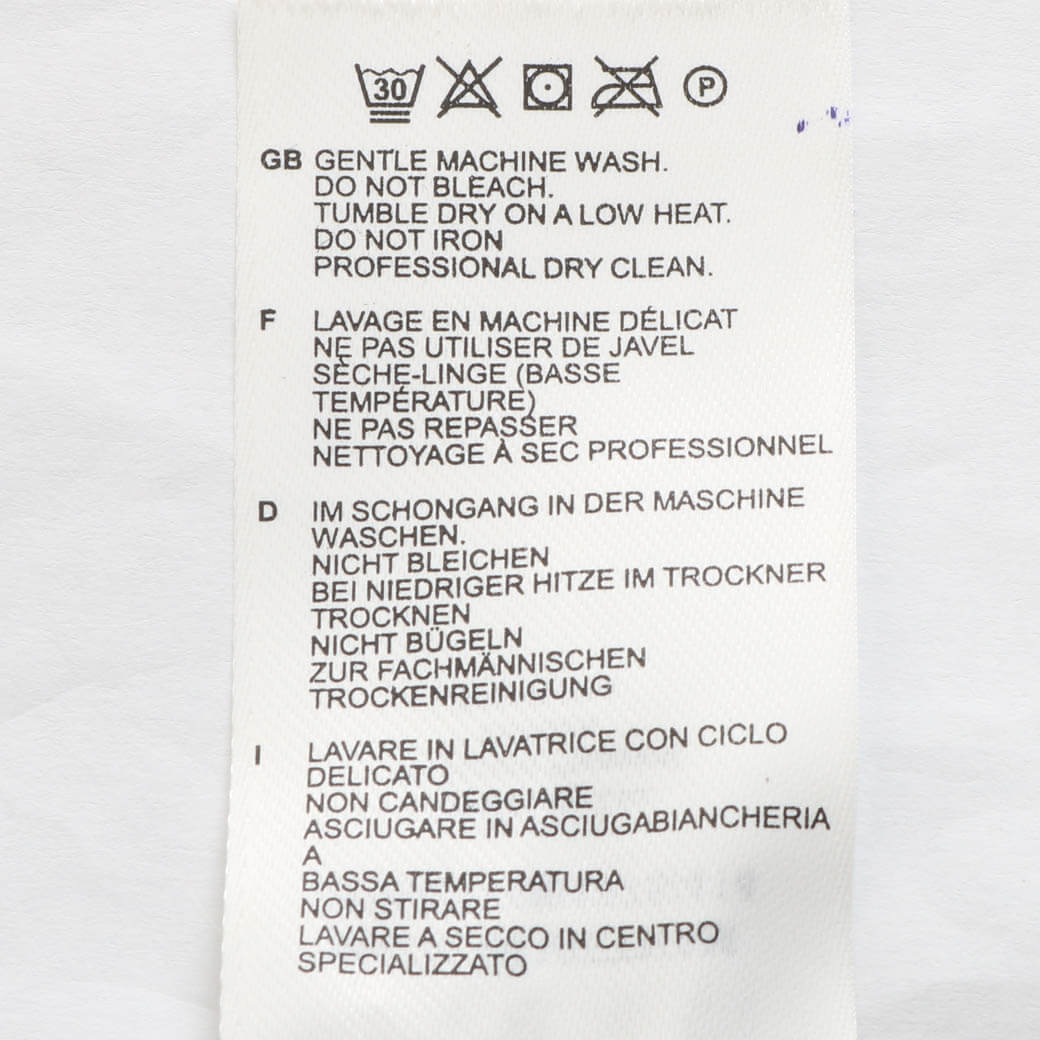 30
P
GB GENTLE MACHINE WASH.
DO NOT BLEACH.
TUMBLE DRY ON A LOW HEAT.
DO NOT IRON
PROFESSIONAL DRY CLEAN.
F LAVAGE EN MACHINE DÉLICAT
NE PAS UTILISER DE JAVEL
SÈCHE-LINGE (BASSE
TEMPÉRATURE)
NE PAS REPASSER
NETTOYAGE À SEC PROFESSIONNEL
D IM SCHONGANG IN DER MASCHINE
WASCHEN.
NICHT BLEICHEN
BEI NIEDRIGER HITZE IM TROCKNER
TROCKNEN
NICHT BÜGELN
ZUR FACHMÄNNISCHEN
TROCKENREINIGUNG
I LAVARE IN LAVATRICE CON CICLO
DELICATO
NON CANDEGGIARE
ASCIUGARE IN ASCIUGABIANCHERIA
A
BASSA TEMPERATURA
NON STIRARE
LAVARE A SECCO IN CENTRO
SPECIALIZZATO